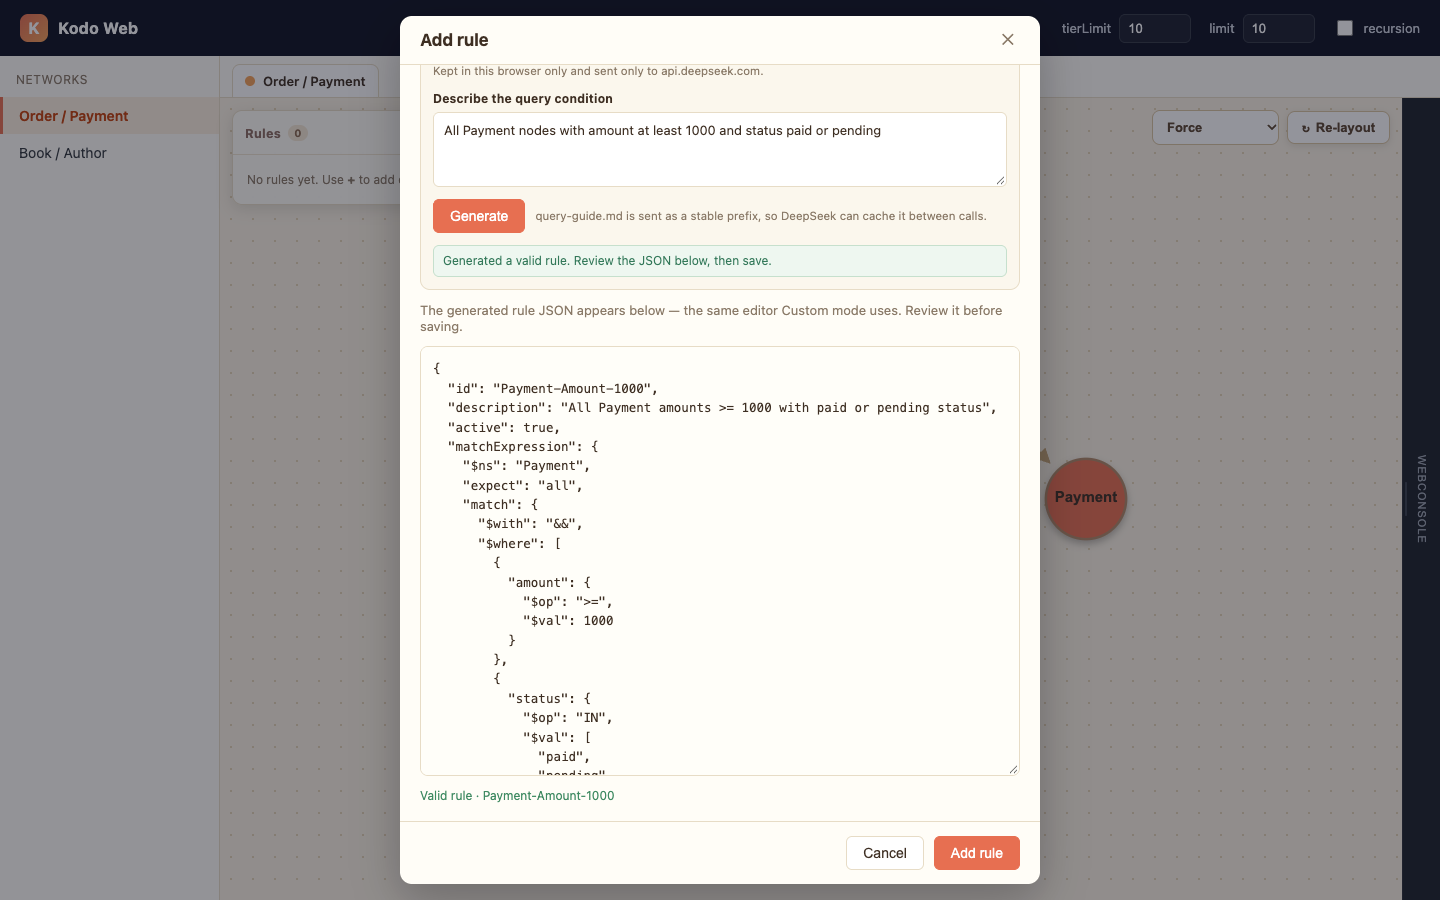 K Kodo Web
tierLimit 10 limit 10 recursion
NETWORKS
Order / Payment
Book / Author
Order / Payment
Rules 0
No rules yet. Use + to add
Force
↻ Re-layout
Payment
WEBCONSOLE
Add rule
Kept in this browser only and sent only to api.deepseek.com.
Describe the query condition
All Payment nodes with amount at least 1000 and status paid or pending
Generate
query-guide.md is sent as a stable prefix, so DeepSeek can cache it between calls.
Generated a valid rule. Review the JSON below, then save.
The generated rule JSON appears below — the same editor Custom mode uses. Review it before
saving.
{
"id": "Payment-Amount-1000",
"description": "All Payment amounts >= 1000 with paid or pending status",
"active": true,
"matchExpression": {
"$ns": "Payment",
"expect": "all",
"match": {
"$with": "&&",
"$where": [
{
"amount": {
"$op": ">=",
"$val": 1000
}
},
{
"status": {
"$op": "IN",
"$val": [
"paid",
"pending"
Valid rule · Payment-Amount-1000
Cancel
Add rule